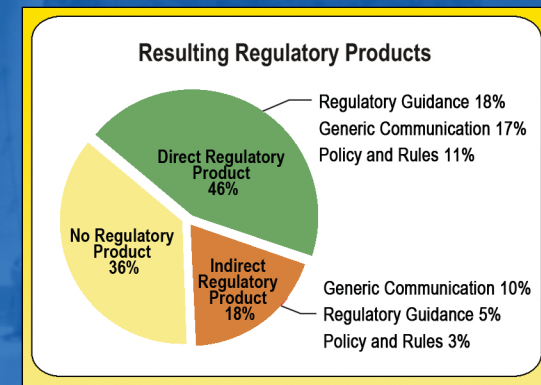 Resulting Regulatory Products
Regulatory Guidance 18%
Generic Communication 17%
Policy and Rules 11%
Direct Regulatory
Product
46%
No Regulatory
Product
36%
Indirect
Regulatory
Product
18%
Generic Communication 10%
Regulatory Guidance 5%
Policy and Rules 3%